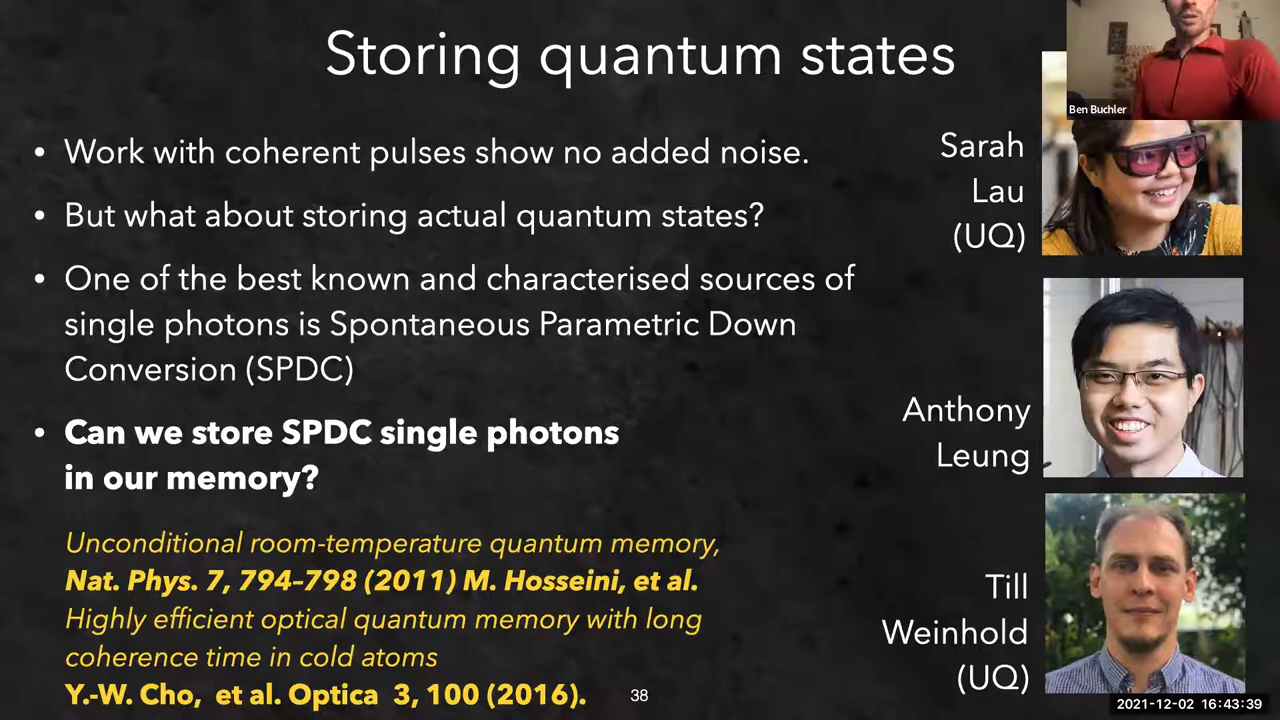 Storing quantum states
Ben Buchler
• Work with coherent pulses show no added noise.
• But what about storing actual quantum states?
• One of the best known and characterised sources of
single photons is Spontaneous Parametric Down
Conversion (SPDC)
• Can we store SPDC single photons
in our memory?
Unconditional room-temperature quantum memory,
Nat. Phys. 7, 794–798 (2011) M. Hosseini, et al.
Highly efficient optical quantum memory with long
coherence time in cold atoms
Y.-W. Cho, et al. Optica 3, 100 (2016).
Sarah
Lau
(UQ)
Anthony
Leung
Till
Weinhold
(UQ)
38
2021-12-02 16:43:39